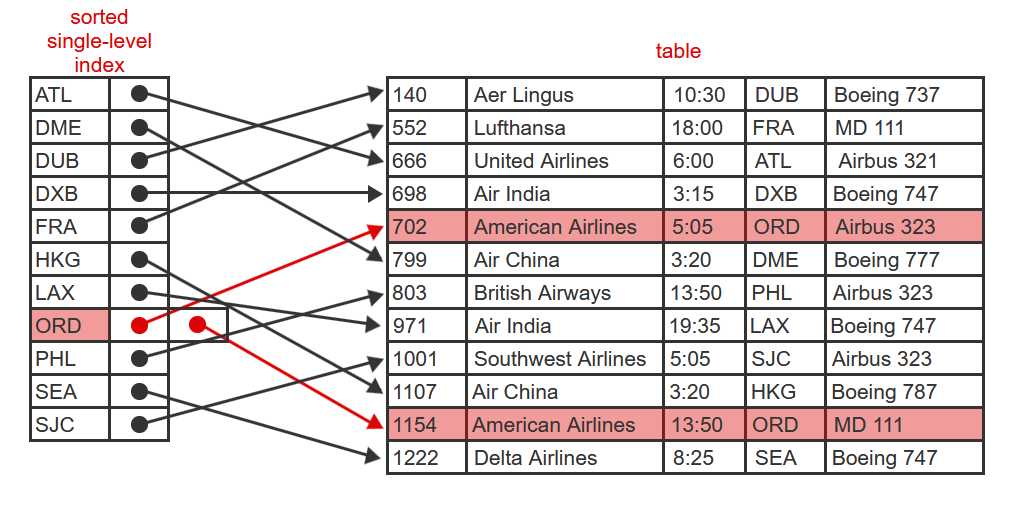 sorted
single-level
index
table
ATL
DME
DUB
DXB
FRA
HKG
LAX
ORD
PHL
SEA
SJC
140 Aer Lingus 10:30 DUB Boeing 737
552 Lufthansa 18:00 FRA MD 111
666 United Airlines 6:00 ATL Airbus 321
698 Air India 3:15 DXB Boeing 747
702 American Airlines 5:05 ORD Airbus 323
799 Air China 3:20 DME Boeing 777
803 British Airways 13:50 PHL Airbus 323
971 Air India 19:35 LAX Boeing 747
1001 Southwest Airlines 5:05 SJC Airbus 323
1107 Air China 3:20 HKG Boeing 787
1154 American Airlines 13:50 ORD MD 111
1222 Delta Airlines 8:25 SEA Boeing 747